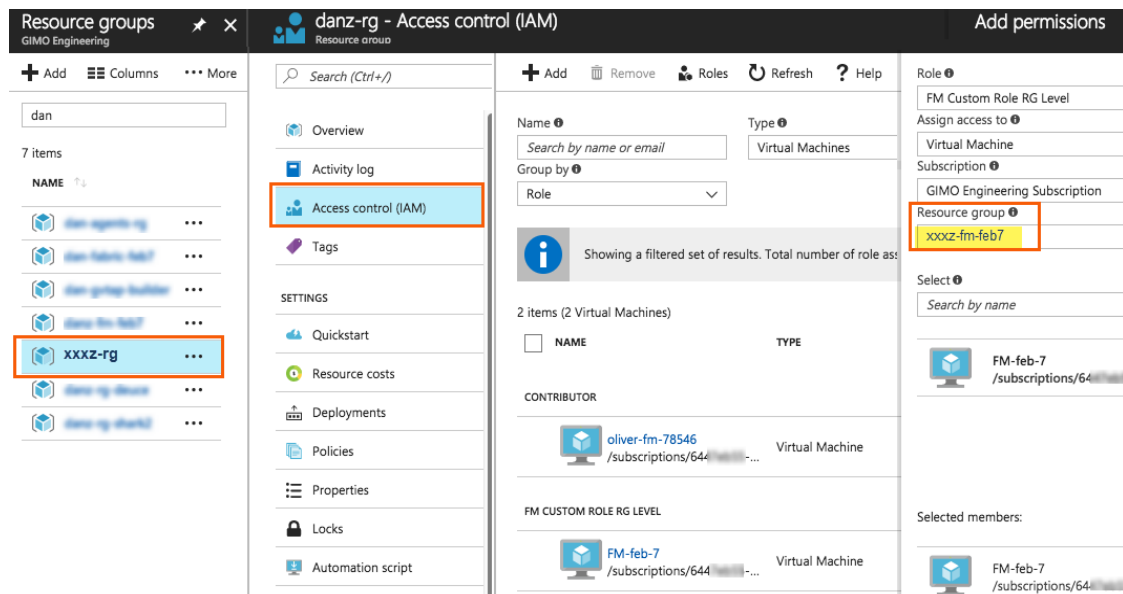 Resource groups
GIMO Engineering
Add
Columns
More
dan
7 items
NAME
xxxz-rg
danz-rg - Access control (IAM)
Resource group
Search (Ctrl+/)
Overview
Activity log
Access control (IAM)
Tags
SETTINGS
Quickstart
Resource costs
Deployments
Policies
Properties
Locks
Automation script
Add
Remove
Roles
Refresh
Help
Name
Type
Search by name or email
Virtual Machines
Group by
Role
Showing a filtered set of results. Total number of role as
2 items (2 Virtual Machines)
NAME
TYPE
CONTRIBUTOR
oliver-fm-78546
Virtual Machine
/subscriptions/644
-...
FM CUSTOM ROLE RG LEVEL
FM-feb-7
Virtual Machine
/subscriptions/644
-...
Add permissions
Role
FM Custom Role RG Level
Assign access to
Virtual Machine
Subscription
GIMO Engineering Subscription
Resource group
xxxz-fm-feb7
Select
Search by name
FM-feb-7
/subscriptions/64
Selected members:
FM-feb-7
/subscriptions/64